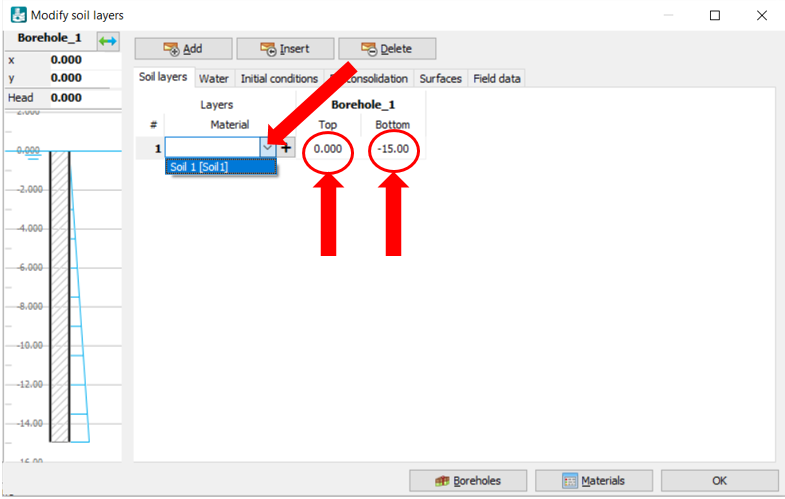 Modify soil layers
Borehole_1
x 0.000
y 0.000
Head 0.000
Add Insert Delete
Soil layers Water Initial conditions consolidation Surfaces Field data
Layers Borehole_1
# Material Top Bottom
1 0.000 -15.00
Soil 1 [Soil1]
2.000
0.000
-2.000
-4.000
-6.000
-8.000
-10.000
-12.000
-14.000
-16.00
Boreholes Materials OK